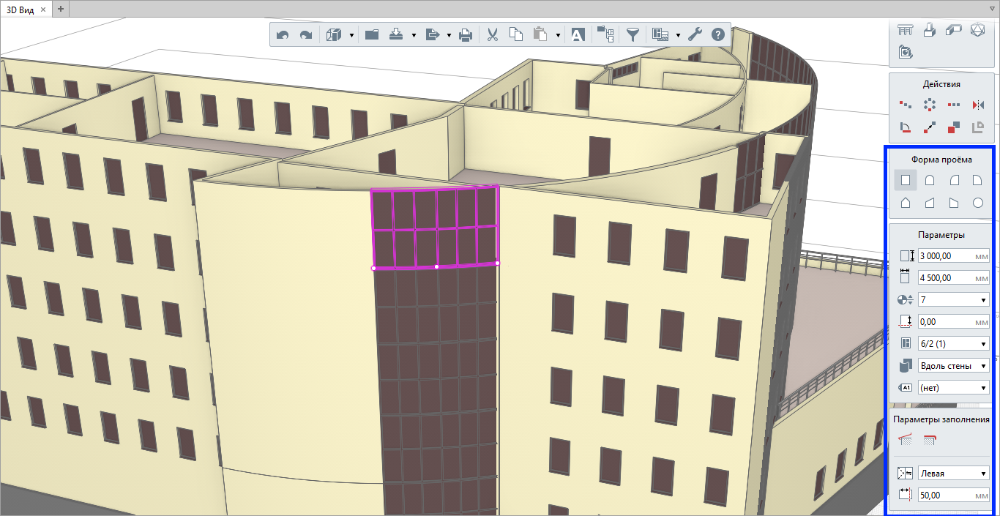 3D Вид
Действия
Форма проёма
Параметры
3 000,00 мм
4 500,00 мм
7
0,00 мм
6/2 (1)
Вдоль стены
A1 (нет)
Параметры заполнения
Левая
50,00 мм